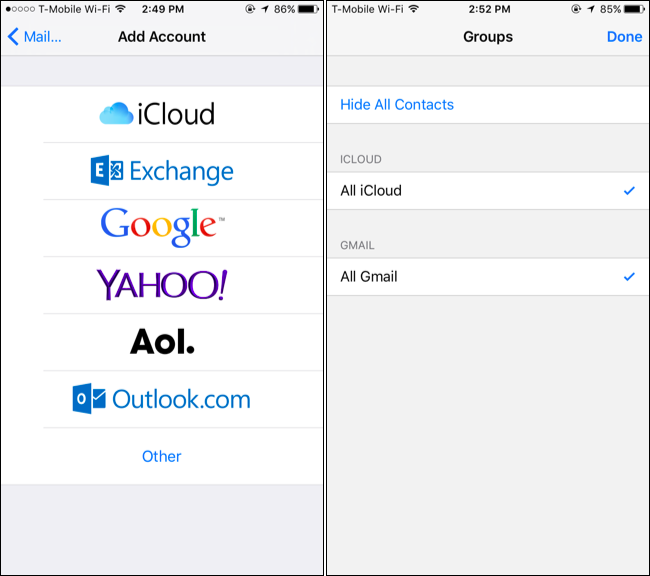 T-Mobile Wi-Fi 2:49 PM 86%
Mail... Add Account
iCloud
Exchange
Google™
YAHOO!
Aol.
Outlook.com
Other
T-Mobile Wi-Fi 2:52 PM 85%
Groups Done
Hide All Contacts
ICLOUD
All iCloud
GMAIL
All Gmail